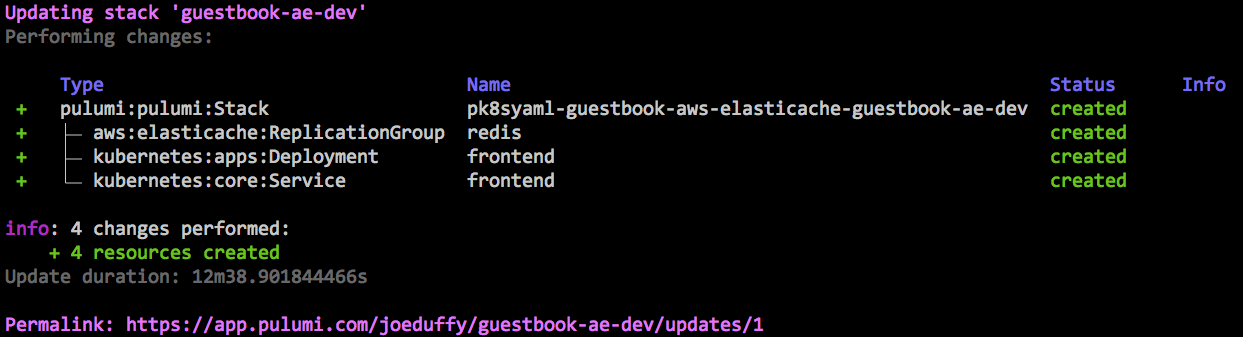 Updating stack 'guestbook-ae-dev'
Performing changes:
Type Name Status Info
+ pulumi:pulumi:Stack pk8syaml-guestbook-aws-elasticache-guestbook-ae-dev created
+ ├─ aws:elasticache:ReplicationGroup redis created
+ ├─ kubernetes:apps:Deployment frontend created
+ └─ kubernetes:core:Service frontend created
info: 4 changes performed:
+ 4 resources created
Update duration: 12m38.901844466s
Permalink: https://app.pulumi.com/joeduffy/guestbook-ae-dev/updates/1